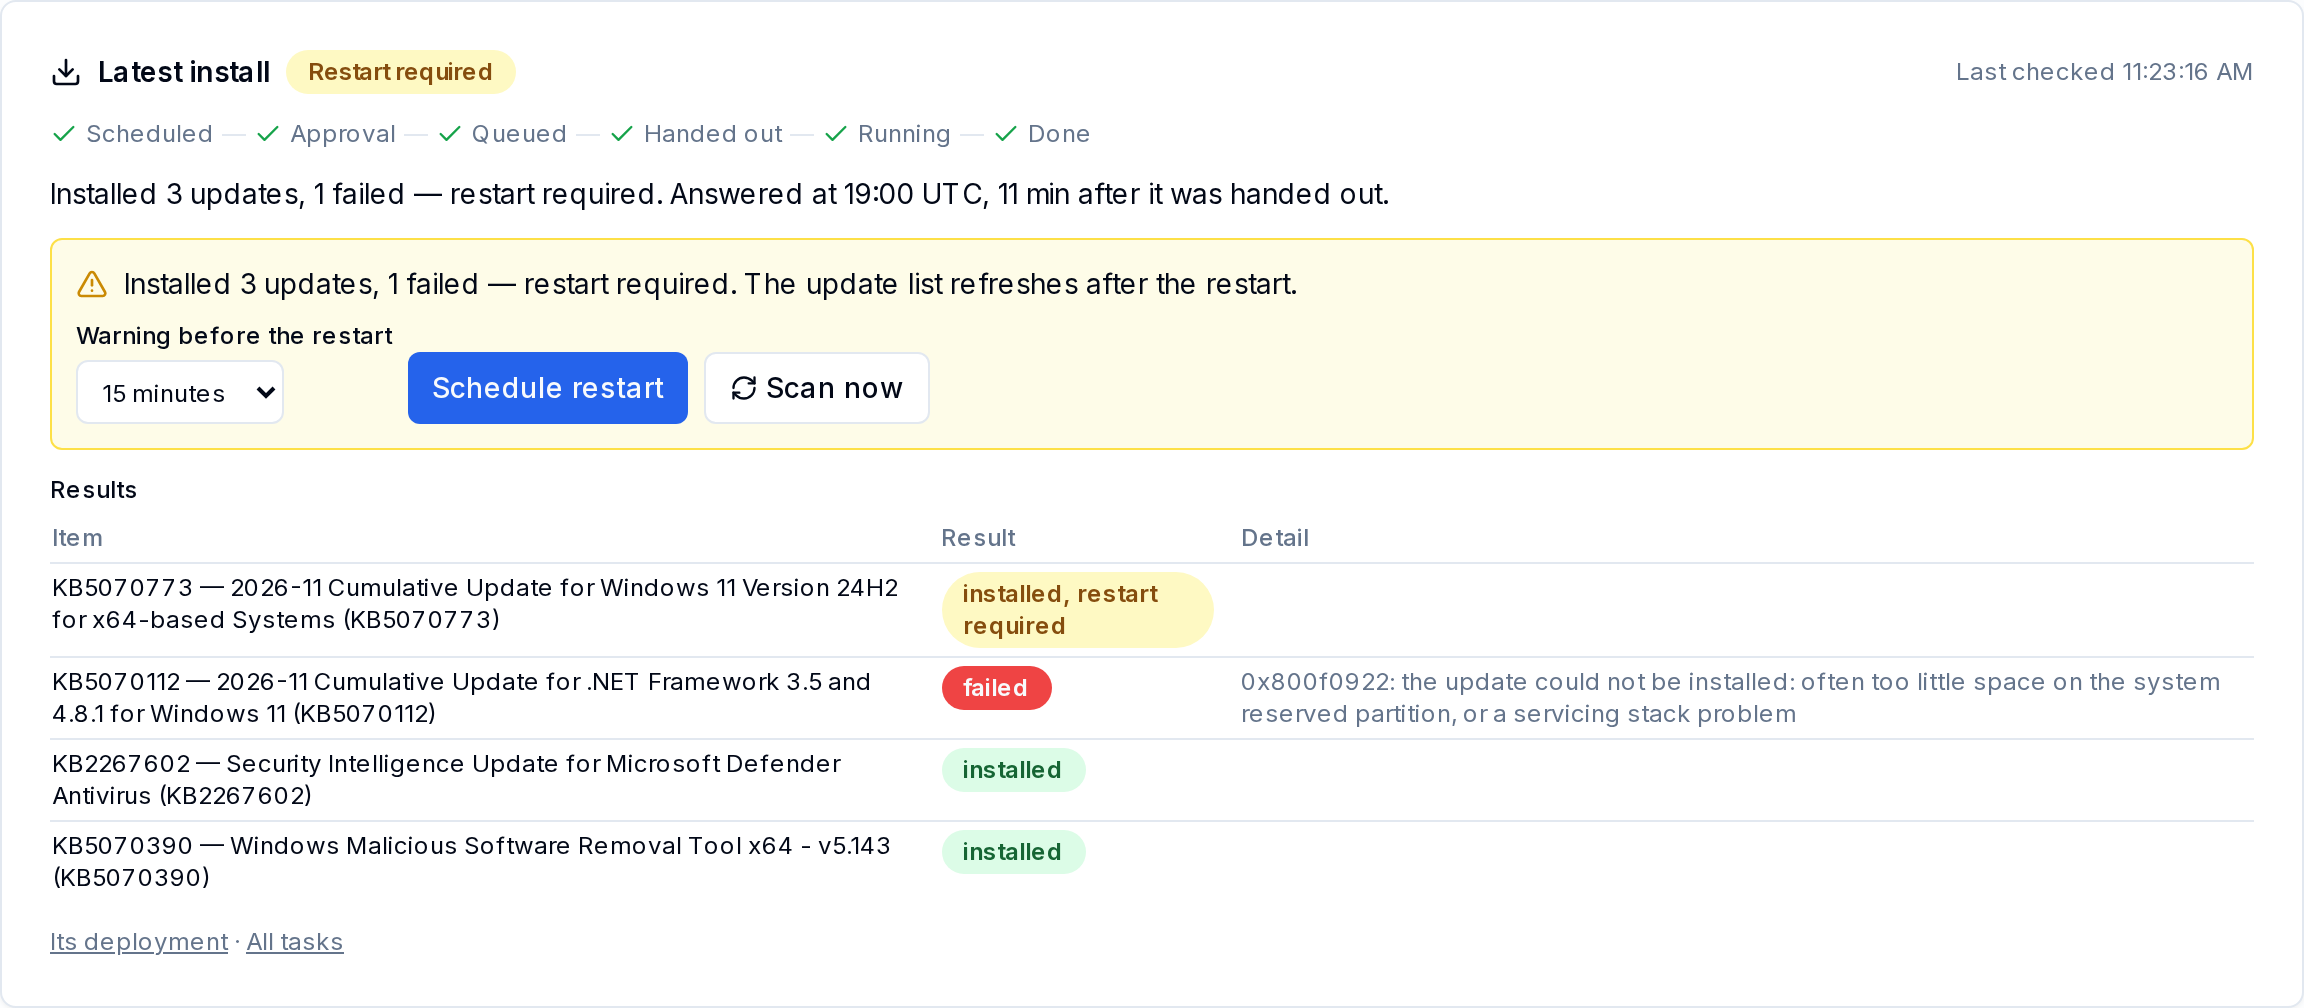 Latest install
Restart required
Last checked 11:23:16 AM
Scheduled — Approval — Queued — Handed out — Running — Done
Installed 3 updates, 1 failed — restart required. Answered at 19:00 UTC, 11 min after it was handed out.
Installed 3 updates, 1 failed — restart required. The update list refreshes after the restart.
Warning before the restart
15 minutes
Schedule restart
Scan now
Results
Item Result Detail
KB5070773 — 2026-11 Cumulative Update for Windows 11 Version 24H2
for x64-based Systems (KB5070773)
installed, restart
required
KB5070112 — 2026-11 Cumulative Update for .NET Framework 3.5 and
4.8.1 for Windows 11 (KB5070112)
failed
0x800f0922: the update could not be installed: often too little space on the system
reserved partition, or a servicing stack problem
KB2267602 — Security Intelligence Update for Microsoft Defender
Antivirus (KB2267602)
installed
KB5070390 — Windows Malicious Software Removal Tool x64 - v5.143
(KB5070390)
installed
Its deployment · All tasks